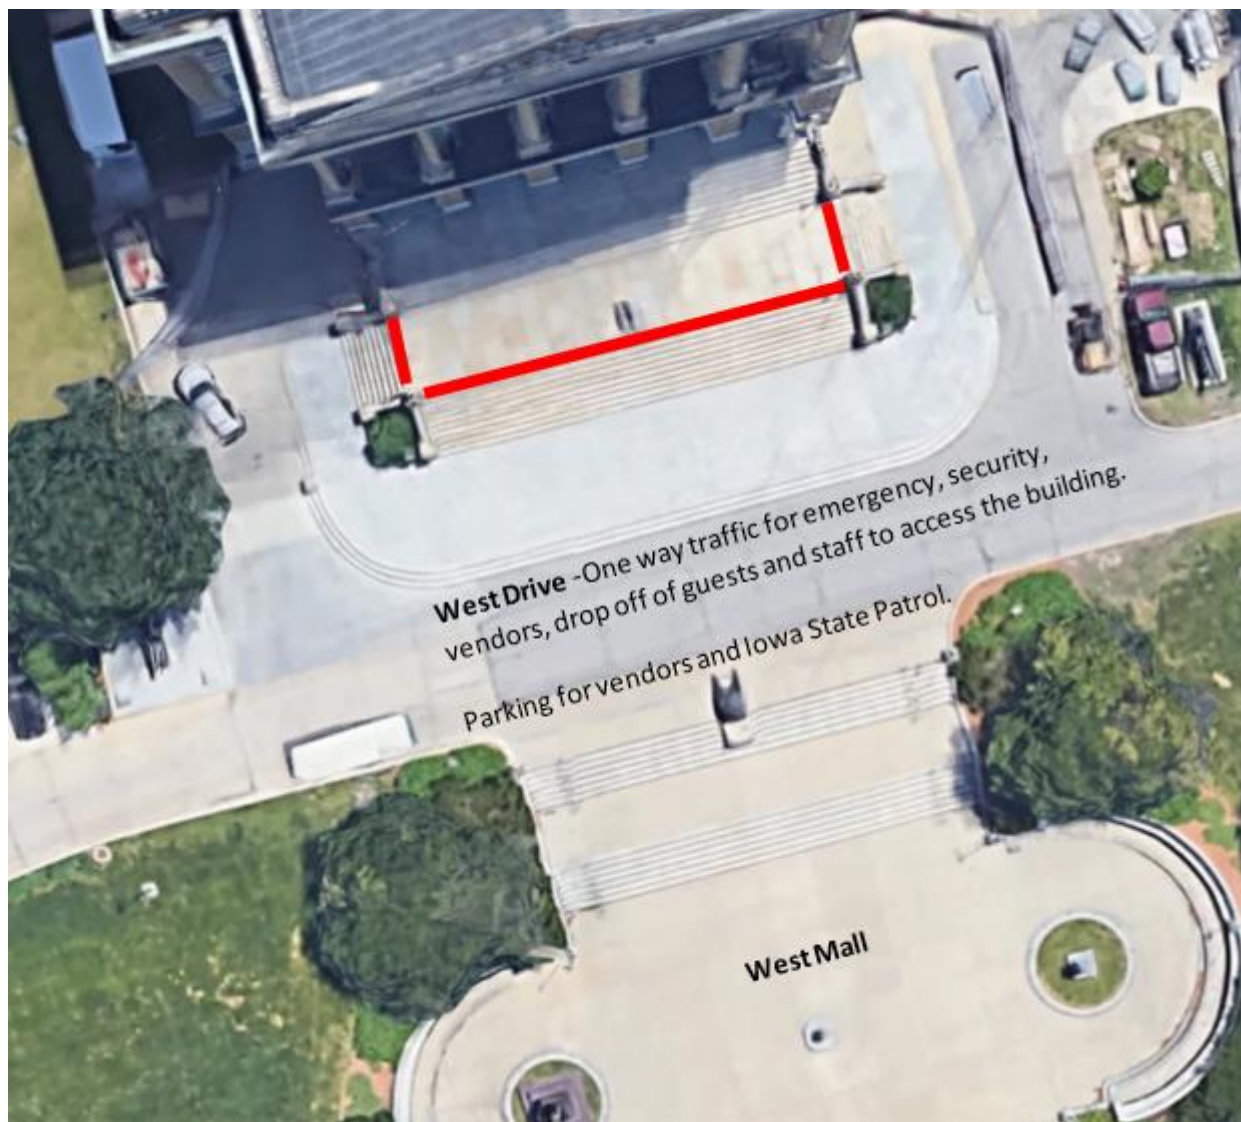 West Drive -One way traffic for emergency, security,
vendors, drop off of guests and staff to access the building.
Parking for vendors and Iowa State Patrol.
West Mall